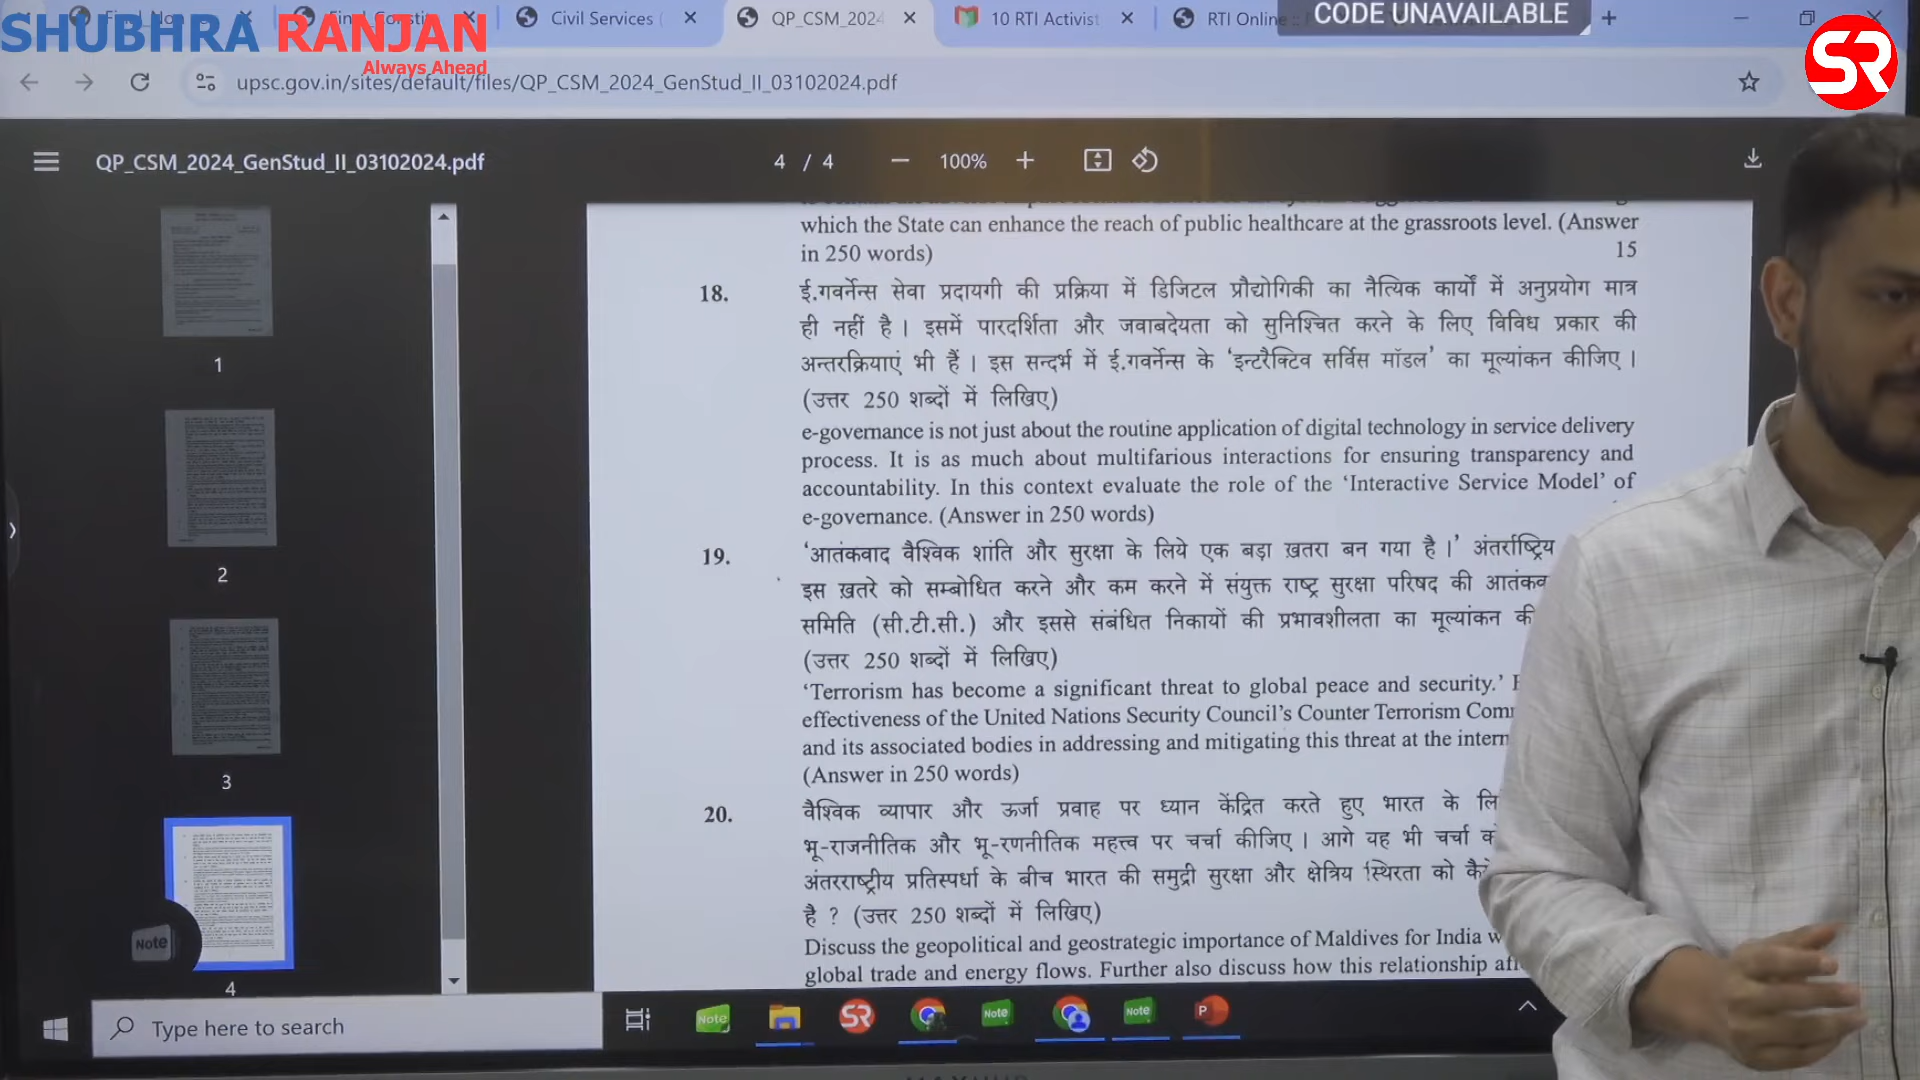 Civil Services (
QP_CSM_2024
10 RTI Activist
RTI Online ::
CODE UNAVAILABLE
SHUBHRA RANJAN
Always Ahead
SR
upsc.gov.in/sites/default/files/QP_CSM_2024_GenStud_II_03102024.pdf
QP_CSM_2024_GenStud_II_03102024.pdf
4 / 4
100%
which the State can enhance the reach of public healthcare at the grassroots level. (Answer
in 250 words) 15
18. ई.गवर्नेन्स सेवा प्रदायगी की प्रक्रिया में डिजिटल प्रौद्योगिकी का नैत्यिक कार्यों में अनुप्रयोग मात्र
ही नहीं है । इसमें पारदर्शिता और जवाबदेयता को सुनिश्चित करने के लिए विविध प्रकार की
अन्तरक्रियाएं भी हैं । इस सन्दर्भ में ई.गवर्नेन्स के ‘इन्टरैक्टिव सर्विस मॉडल’ का मूल्यांकन कीजिए ।
(उत्तर 250 शब्दों में लिखिए)
e-governance is not just about the routine application of digital technology in service delivery
process. It is as much about multifarious interactions for ensuring transparency and
accountability. In this context evaluate the role of the ‘Interactive Service Model’ of
e-governance. (Answer in 250 words)
19. ‘आतंकवाद वैश्विक शांति और सुरक्षा के लिये एक बड़ा ख़तरा बन गया है ।’ अंतर्राष्ट्रिय
इस ख़तरे को सम्बोधित करने और कम करने में संयुक्त राष्ट्र सुरक्षा परिषद की
समिति (सी.टी.सी.) और इससे संबंधित निकायों की प्रभावशीलता का मूल्यांकन
(उत्तर 250 शब्दों में लिखिए)
‘Terrorism has become a significant threat to global peace and security.’
effectiveness of the United Nations Security Council’s Counter Terrorism
and its associated bodies in addressing and mitigating this threat at the
(Answer in 250 words)
20. वैश्विक व्यापार और ऊर्जा प्रवाह पर ध्यान केंद्रित करते हुए भारत के
भू-राजनीतिक और भू-रणनीतिक महत्त्व पर चर्चा कीजिए । आगे यह भी चर्चा
अंतरराष्ट्रीय प्रतिस्पर्धा के बीच भारत की समुद्री सुरक्षा और क्षेत्रिय स्थिरता को
है ? (उत्तर 250 शब्दों में लिखिए)
Discuss the geopolitical and geostrategic importance of Maldives for India
global trade and energy flows. Further also discuss how this relationship
1
2
3
4
Note
Type here to search
Note
SR
Note
Note
P